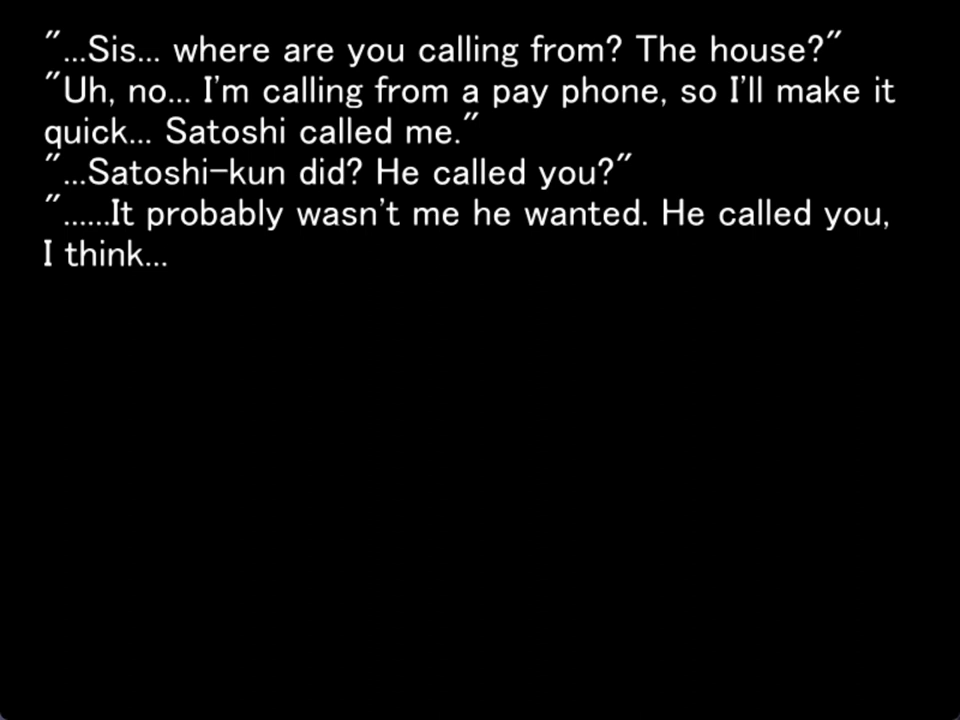 "...Sis... where are you calling from? The house?"
"Uh, no... I'm calling from a pay phone, so I'll make it
quick... Satoshi called me."
"...Satoshi-kun did? He called you?"
"......It probably wasn't me he wanted. He called you,
I think...